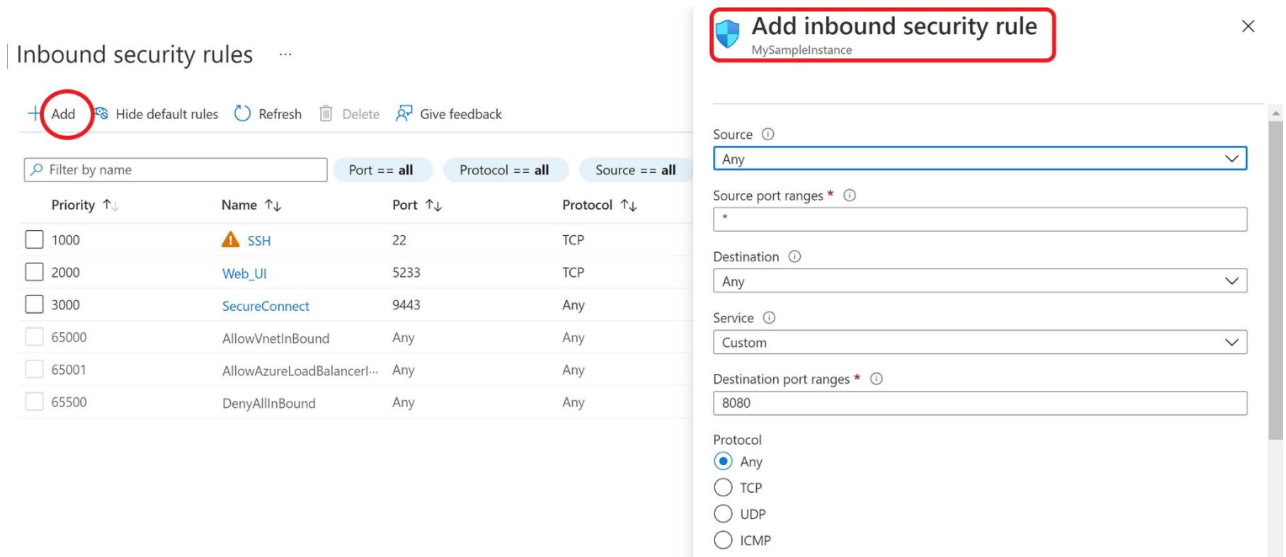 Inbound security rules ...
+ Add Hide default rules Refresh Delete Give feedback
Filter by name Port == all Protocol == all Source == all
Priority ↑↓ Name ↑↓ Port ↑↓ Protocol ↑↓
1000 SSH 22 TCP
2000 Web_UI 5233 TCP
3000 SecureConnect 9443 Any
65000 AllowVnetInBound Any Any
65001 AllowAzureLoadBalancerI... Any Any
65500 DenyAllInBound Any Any
Add inbound security rule
MySampleInstance
Source
Any
Source port ranges *
*
Destination
Any
Service
Custom
Destination port ranges *
8080
Protocol
Any
TCP
UDP
ICMP